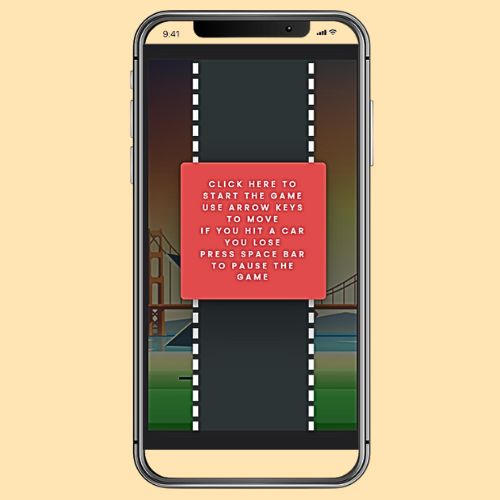 9.41
CLICK HERE TO
START THE GAME
USE ARROW KEYS
TO MOVE
IF YOU HIT A CAR
YOU LOSE
PRESS SPACE BAR
TO PAUSE THE
GAME